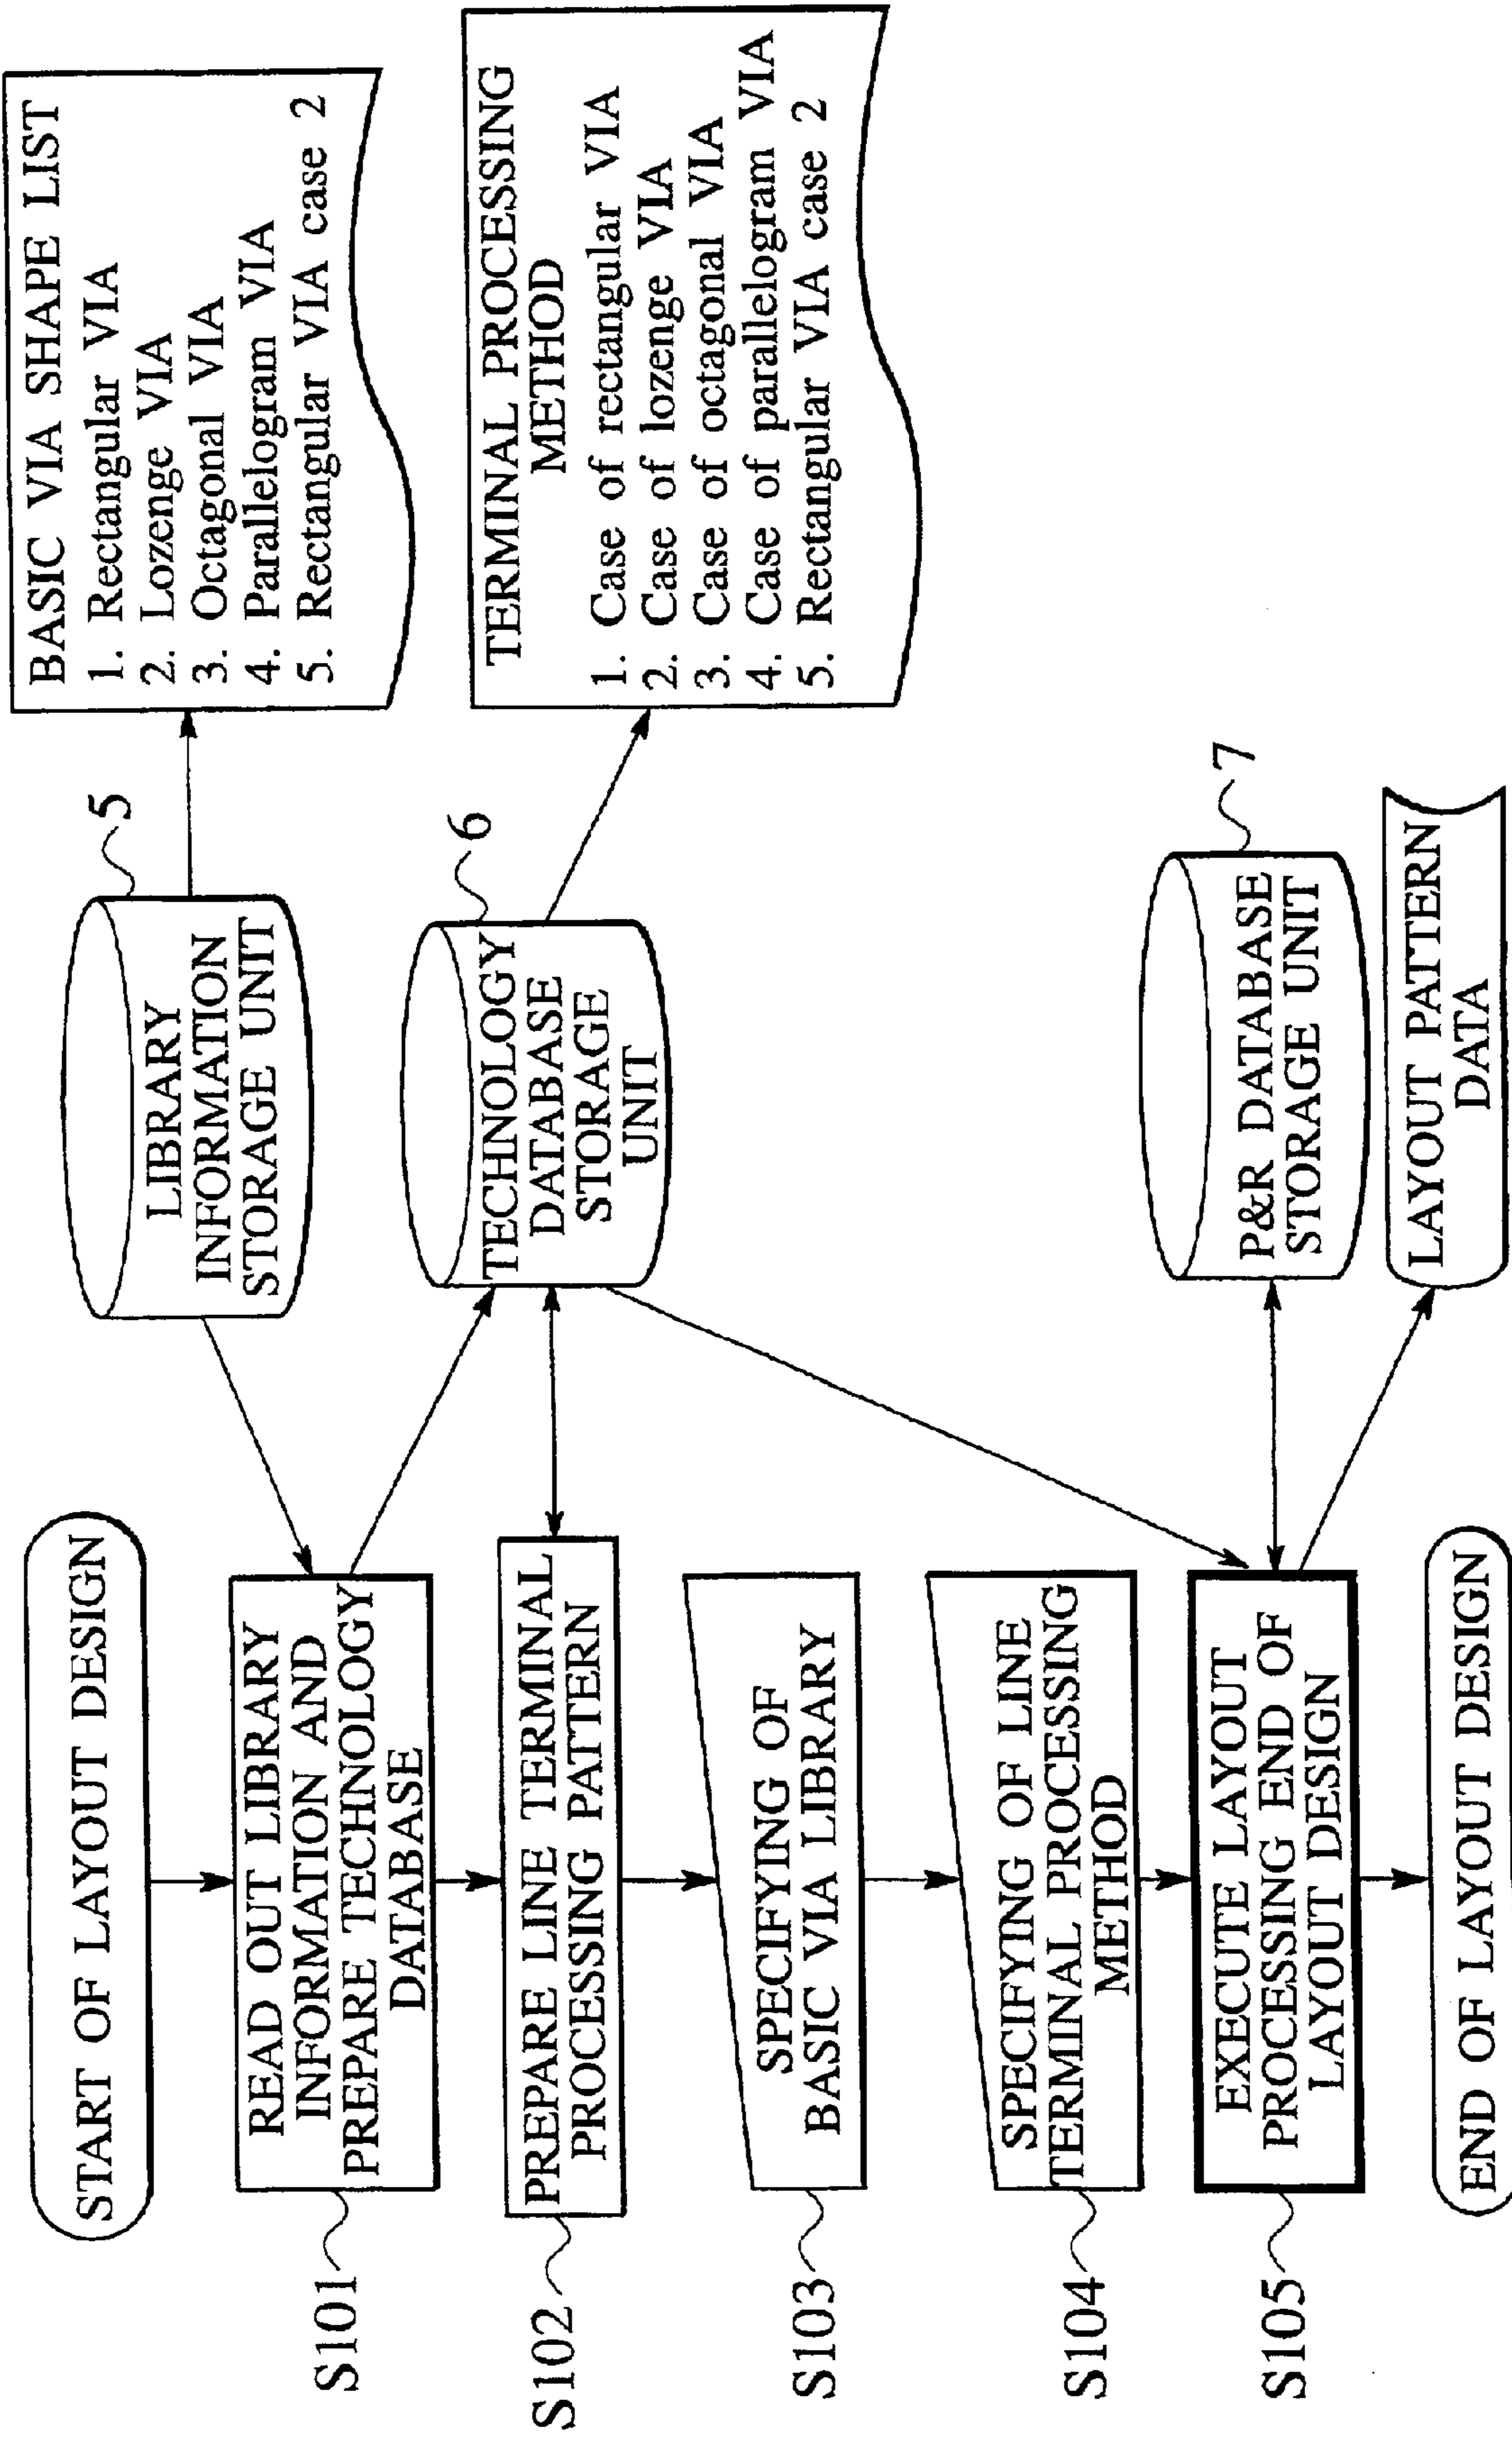 START OF LAYOUT DESIGN
S101
READ OUT LIBRARY
INFORMATION AND
PREPARE TECHNOLOGY
DATABASE
S102
PREPARE LINE TERMINAL
PROCESSING PATTERN
S103
SPECIFYING OF
BASIC VIA LIBRARY
S104
SPECIFYING OF LINE
TERMINAL PROCESSING
METHOD
S105
EXECUTE LAYOUT
PROCESSING END OF
LAYOUT DESIGN
END OF LAYOUT DESIGN
5
LIBRARY
INFORMATION
STORAGE UNIT
6
TECHNOLOGY
DATABASE
STORAGE
UNIT
7
P&R DATABASE
STORAGE UNIT
LAYOUT PATTERN
DATA
BASIC VIA SHAPE LIST
1. Rectangular VIA
2. Lozenge VIA
3. Octagonal VIA
4. Parallelogram VIA
5. Rectangular VIA case 2
TERMINAL PROCESSING
METHOD
1. Case of rectangular VIA
2. Case of lozenge VIA
3. Case of octagonal VIA
4. Case of parallelogram VIA
5. Rectangular VIA case 2